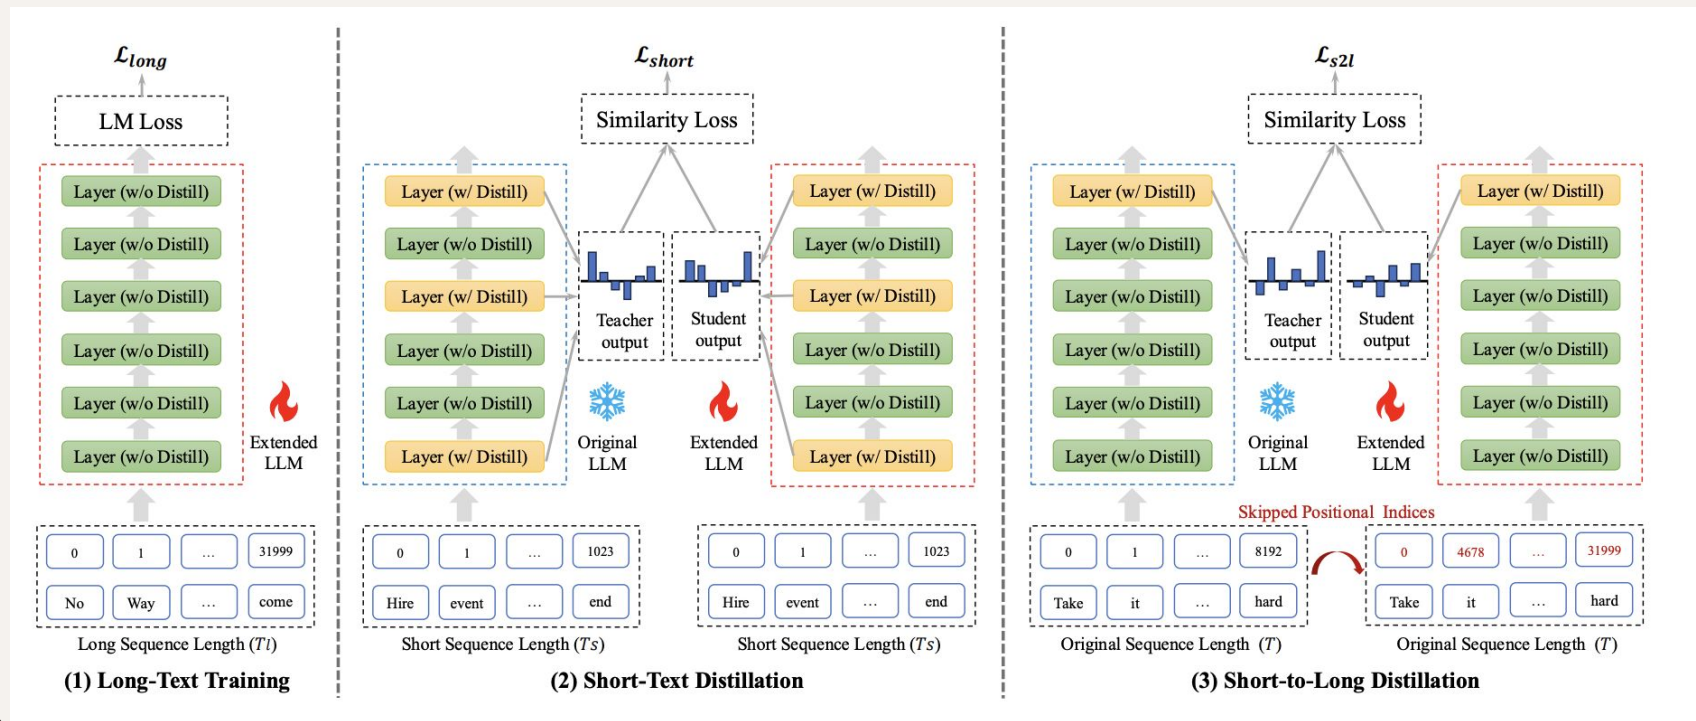 ℒlong
LM Loss
Layer (w/o Distill)
Layer (w/o Distill)
Layer (w/o Distill)
Layer (w/o Distill)
Layer (w/o Distill)
Layer (w/o Distill)
Extended
LLM
0 1 ... 31999
No Way ... come
Long Sequence Length (Tl)
(1) Long-Text Training
ℒshort
Similarity Loss
Layer (w/ Distill)
Layer (w/o Distill)
Layer (w/ Distill)
Layer (w/o Distill)
Layer (w/o Distill)
Layer (w/ Distill)
Teacher
output
Student
output
Original
LLM
Extended
LLM
Layer (w/ Distill)
Layer (w/o Distill)
Layer (w/ Distill)
Layer (w/o Distill)
Layer (w/o Distill)
Layer (w/ Distill)
0 1 ... 1023
Hire event ... end
Short Sequence Length (Ts)
0 1 ... 1023
Hire event ... end
Short Sequence Length (Ts)
(2) Short-Text Distillation
ℒs2l
Similarity Loss
Layer (w/ Distill)
Layer (w/o Distill)
Layer (w/o Distill)
Layer (w/o Distill)
Layer (w/o Distill)
Layer (w/o Distill)
Teacher
output
Student
output
Original
LLM
Extended
LLM
Layer (w/ Distill)
Layer (w/o Distill)
Layer (w/o Distill)
Layer (w/o Distill)
Layer (w/o Distill)
Layer (w/o Distill)
Skipped Positional Indices
0 1 ... 8192
Take it ... hard
Original Sequence Length (T)
0 4678 ... 31999
Take it ... hard
Original Sequence Length (T)
(3) Short-to-Long Distillation